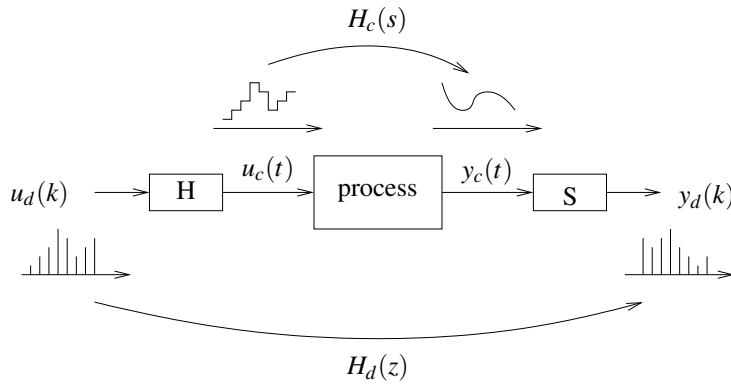 H_c(s)
u_d(k)
H
u_c(t)
process
y_c(t)
S
y_d(k)
H_d(z)